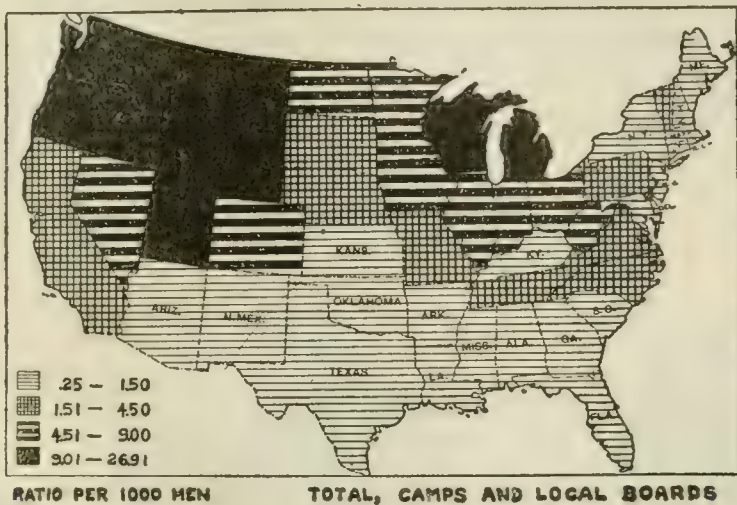 ME.
N.Y.
KANS.
KY.
ARIZ.
N.MEX.
OKLAHOMA
ARK.
S.C.
MISS.
ALA.
GA.
TEXAS
LA.
FLA.
.25 — 1.50
1.51 — 4.50
4.51 — 9.00
9.01 — 26.91
RATIO PER 1000 MEN TOTAL, CAMPS AND LOCAL BOARDS